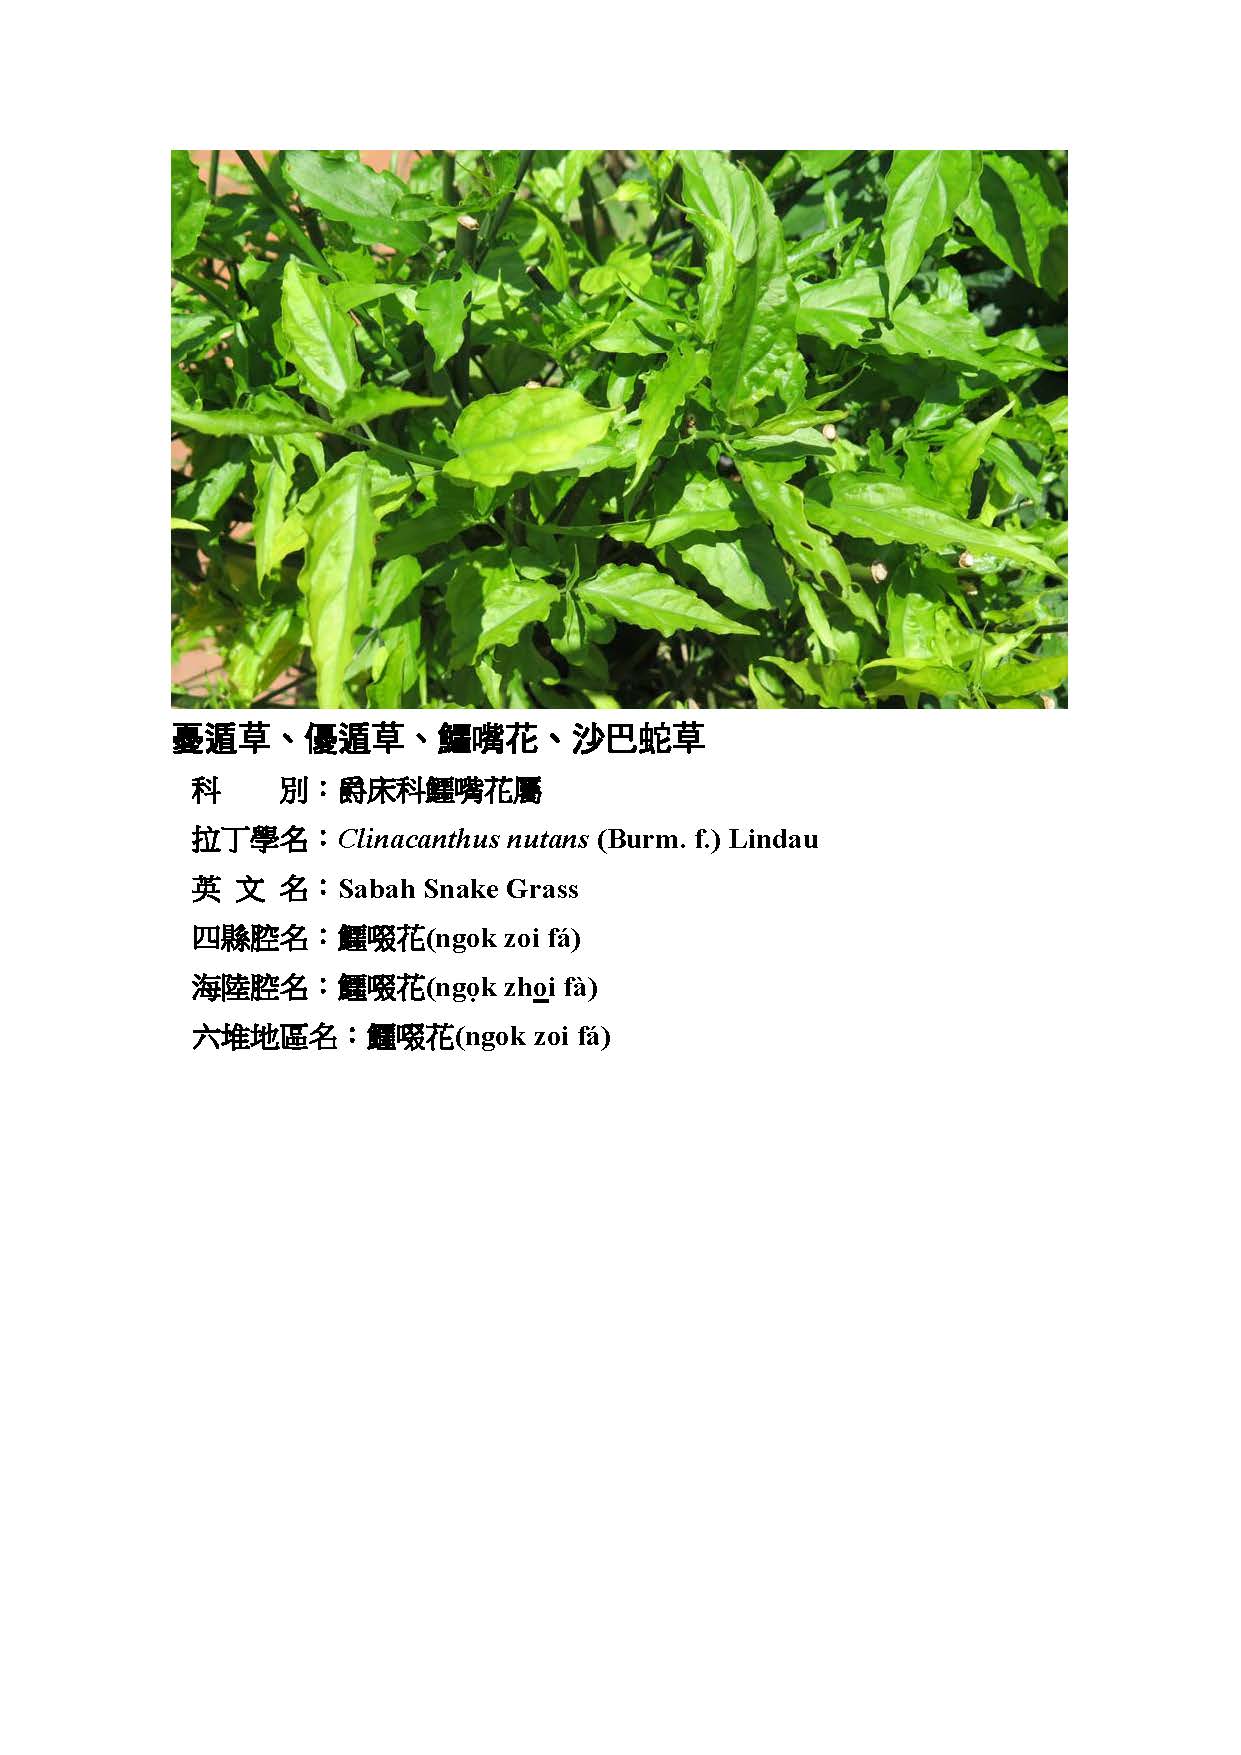 憂遁草、優遁草、鱷嘴花、沙巴蛇草
科　　別：爵床科鱷嘴花屬
拉丁學名：Clinacanthus nutans (Burm. f.) Lindau
英 文 名：Sabah Snake Grass
四縣腔名：鱷啜花(ngok zoi fá)
海陸腔名：鱷啜花(ngọk zho̲i fà)
六堆地區名：鱷啜花(ngok zoi fá)